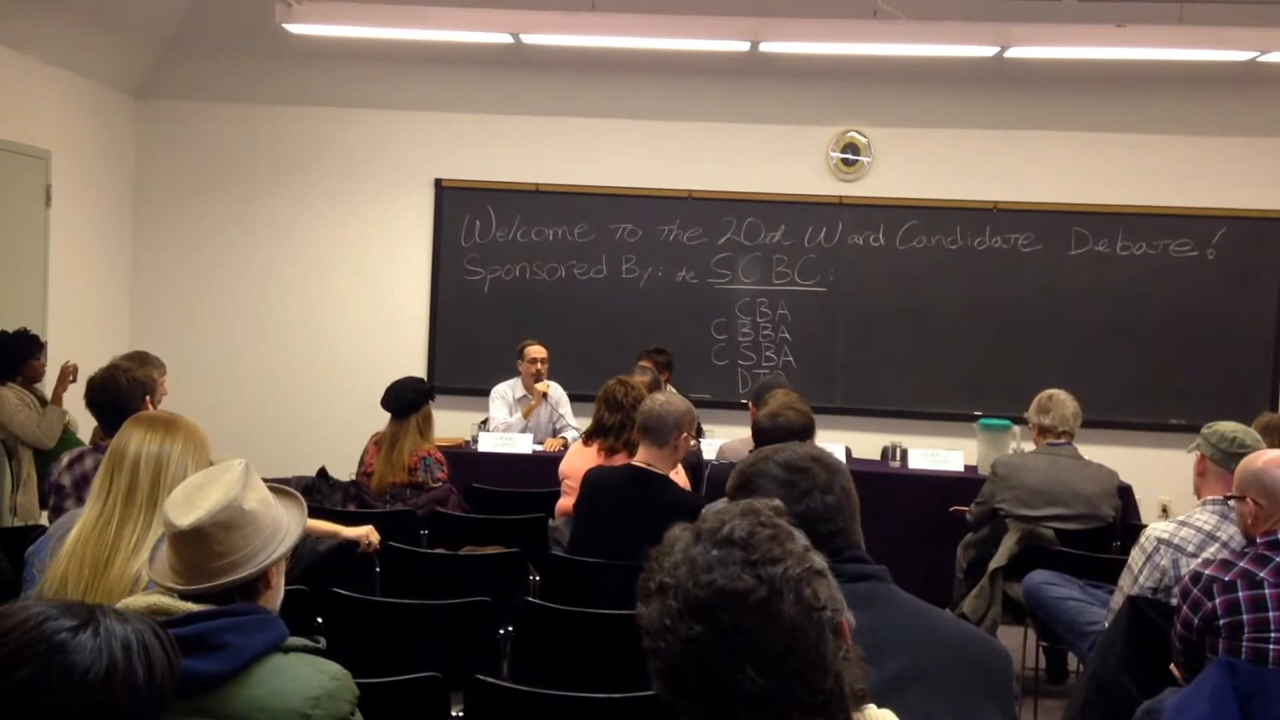 Welcome To The 20th Ward Candidate Debate!
Sponsored By: the SCBC:
CBA
CBBA
CSBA